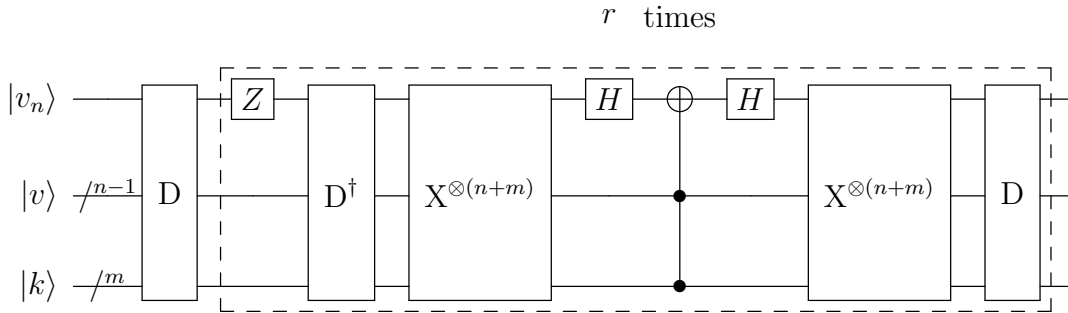 r times
|v_n⟩ Z H H
|v⟩ /^{n−1} D D^† X^{⊗(n+m)} X^{⊗(n+m)} D
|k⟩ /^m